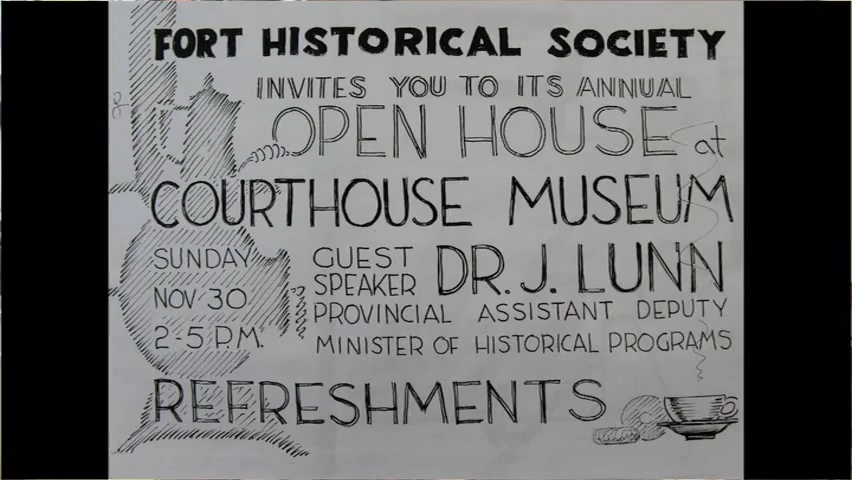 FORT HISTORICAL SOCIETY
INVITES YOU TO ITS ANNUAL
OPEN HOUSE at
COURTHOUSE MUSEUM
SUNDAY
NOV 30
2-5 P.M.
GUEST
SPEAKER DR. J. LUNN
PROVINCIAL ASSISTANT DEPUTY
MINISTER OF HISTORICAL PROGRAMS
REFRESHMENTS